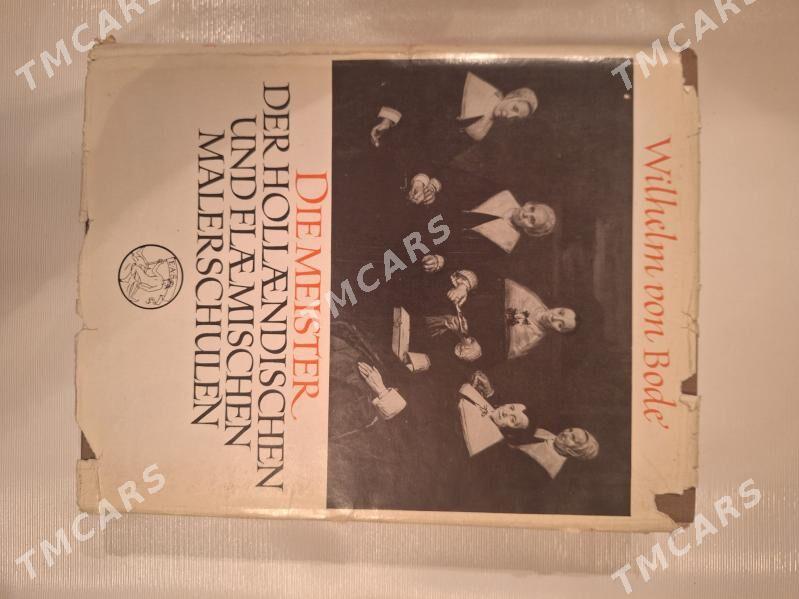 Wilhelm von Bode
DIE MEISTER
DER HOLLÆNDISCHEN
UND FLÆMISCHEN
MALERSCHULEN
TMCARS
TMCARS
TMCARS
TMCARS
TMCARS